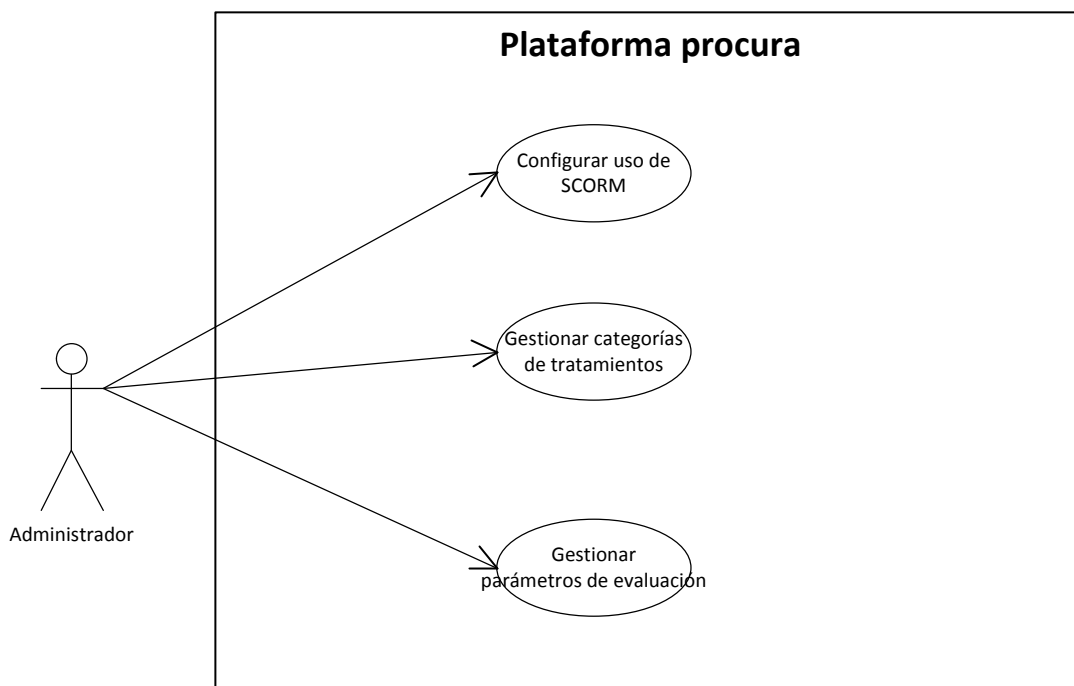 Plataforma procura
Configurar uso de
SCORM
Gestionar categorías
de tratamientos
Administrador
Gestionar
parámetros de evaluación